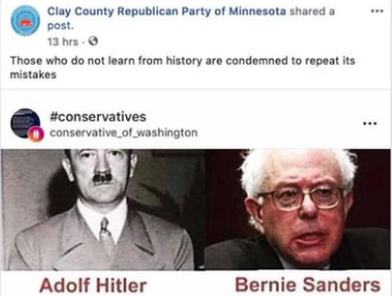 Clay County Republican Party of Minnesota shared a
post.
13 hrs ·
Those who do not learn from history are condemned to repeat its
mistakes
#conservatives
conservative_of_washington
Adolf Hitler
Bernie Sanders